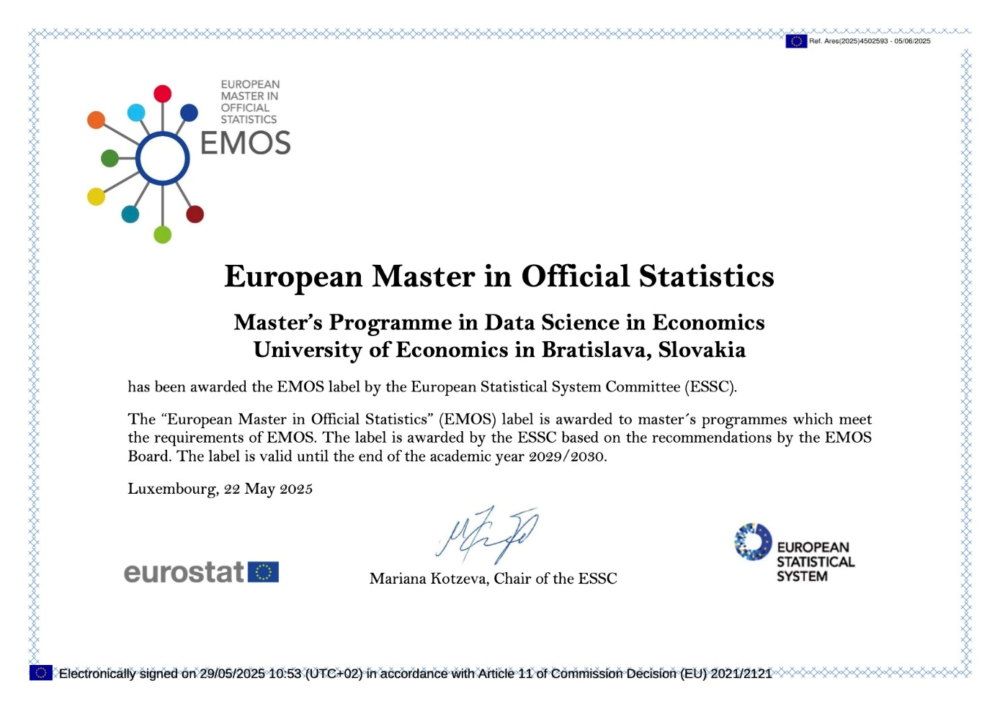 Ref. Ares(2025)4502593 - 05/06/2025
EUROPEAN
MASTER IN
OFFICIAL
STATISTICS
EMOS
European Master in Official Statistics
Master’s Programme in Data Science in Economics
University of Economics in Bratislava, Slovakia
has been awarded the EMOS label by the European Statistical System Committee (ESSC).
The “European Master in Official Statistics” (EMOS) label is awarded to master´s programmes which meet
the requirements of EMOS. The label is awarded by the ESSC based on the recommendations by the EMOS
Board. The label is valid until the end of the academic year 2029/2030.
Luxembourg, 22 May 2025
eurostat
Mariana Kotzeva, Chair of the ESSC
EUROPEAN
STATISTICAL
SYSTEM
Electronically signed on 29/05/2025 10:53 (UTC+02) in accordance with Article 11 of Commission Decision (EU) 2021/2121